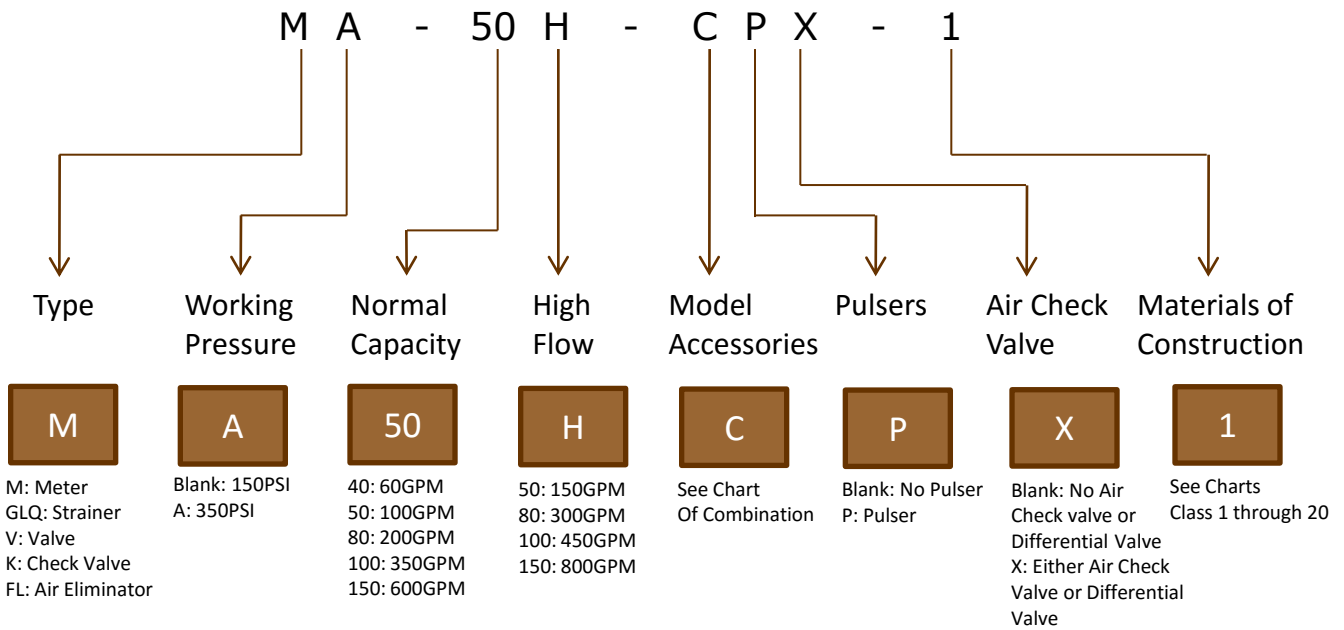 M A - 50 H - C P X - 1
Type
Working
Pressure
Normal
Capacity
High
Flow
Model
Accessories
Pulsers
Air Check
Valve
Materials of
Construction
M
A
50
H
C
P
X
1
M: Meter
GLQ: Strainer
V: Valve
K: Check Valve
FL: Air Eliminator
Blank: 150PSI
A: 350PSI
40: 60GPM
50: 100GPM
80: 200GPM
100: 350GPM
150: 600GPM
50: 150GPM
80: 300GPM
100: 450GPM
150: 800GPM
See Chart
Of Combination
Blank: No Pulser
P: Pulser
Blank: No Air
Check valve or
Differential Valve
X: Either Air Check
Valve or Differential
Valve
See Charts
Class 1 through 20